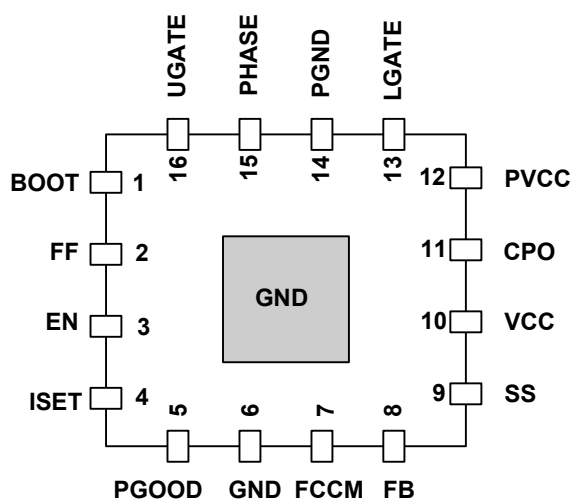 UGATE PHASE PGND LGATE
16 15 14 13
BOOT 1
12 PVCC
FF 2
11 CPO
GND
EN 3
10 VCC
ISET 4
9 SS
5 6 7 8
PGOOD GND FCCM FB